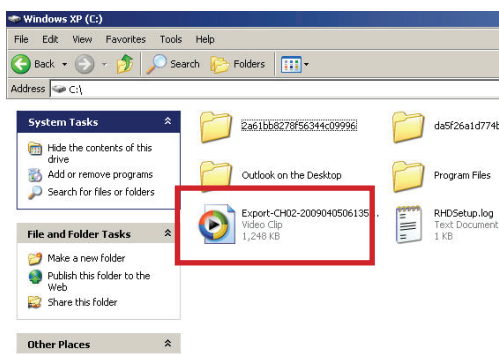 Windows XP (C:)
File Edit View Favorites Tools Help
Back Search Folders
Address C:\
System Tasks
Hide the contents of this
drive
Add or remove programs
Search for files or folders
File and Folder Tasks
Make a new folder
Publish this folder to the
Web
Share this folder
Other Places
2a61bb8278f56344c09996
da5f26a1d774b
Outlook on the Desktop
Program Files
Export-CH02-2009040506135...
Video Clip
1,248 KB
RHDSetup.log
Text Document
1 KB